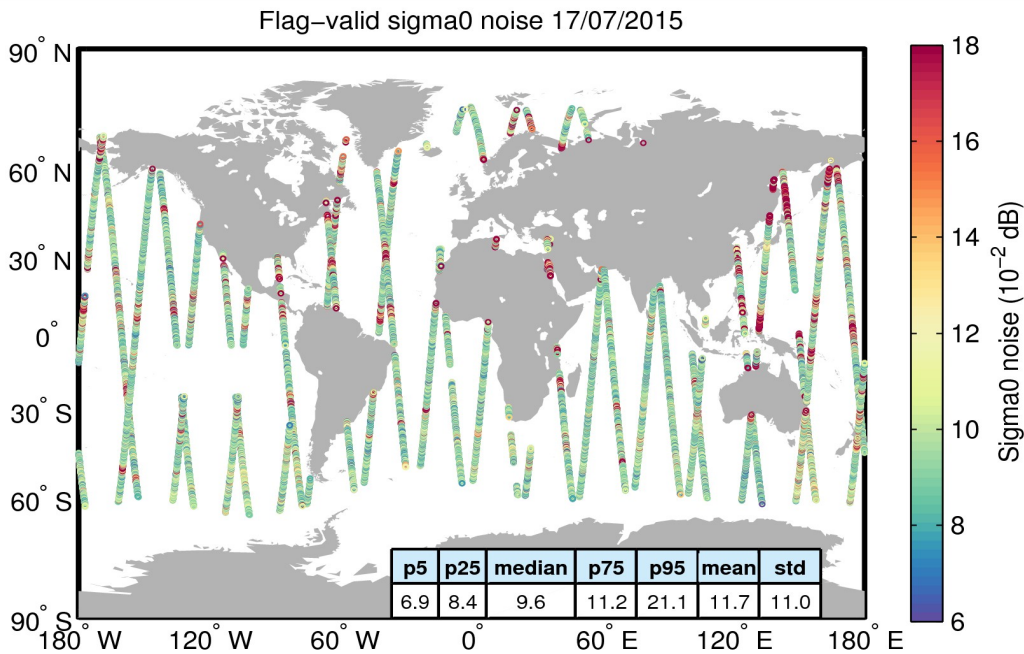 Flag−valid sigma0 noise 17/07/2015
90° N
60° N
30° N
0°
30° S
60° S
90° S
180° W 120° W 60° W 0° 60° E 120° E 180° E
p5 p25 median p75 p95 mean std
6.9 8.4 9.6 11.2 21.1 11.7 11.0
18
16
14
12
10
8
6
Sigma0 noise (10⁻² dB)